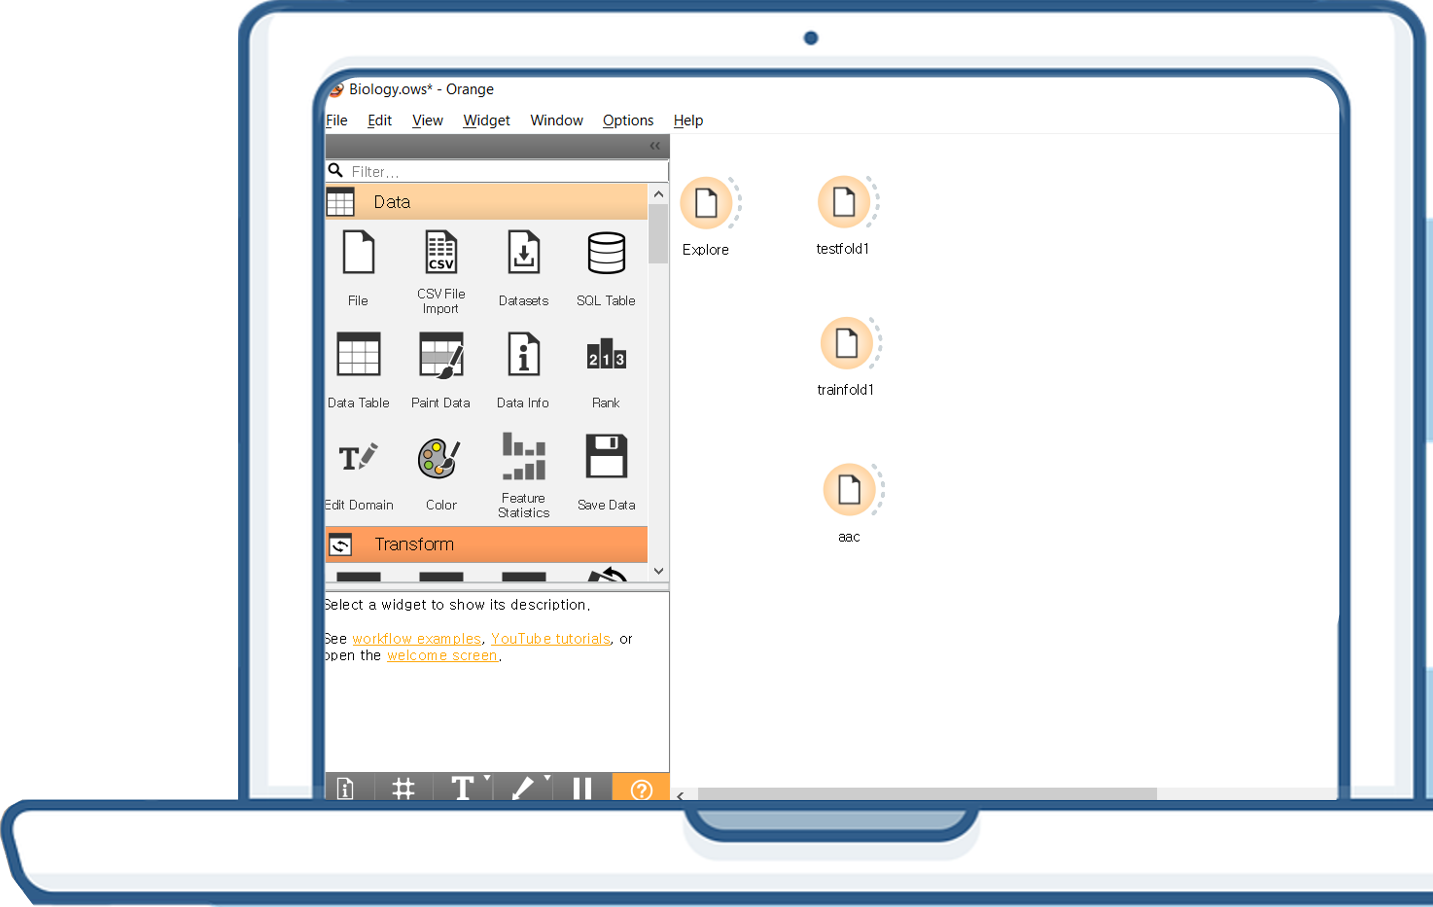 Biology.ows* - Orange
File Edit View Widget Window Options Help
Filter...
Data
File
CSV
CSV File
Import
Datasets
SQL Table
Data Table
Paint Data
Data Info
2 1 3
Rank
T
Edit Domain
Color
Feature
Statistics
Save Data
Transform
Select a widget to show its description.
See workflow examples, YouTube tutorials, or
open the welcome screen.
T
?
Explore
testfold1
trainfold1
aac